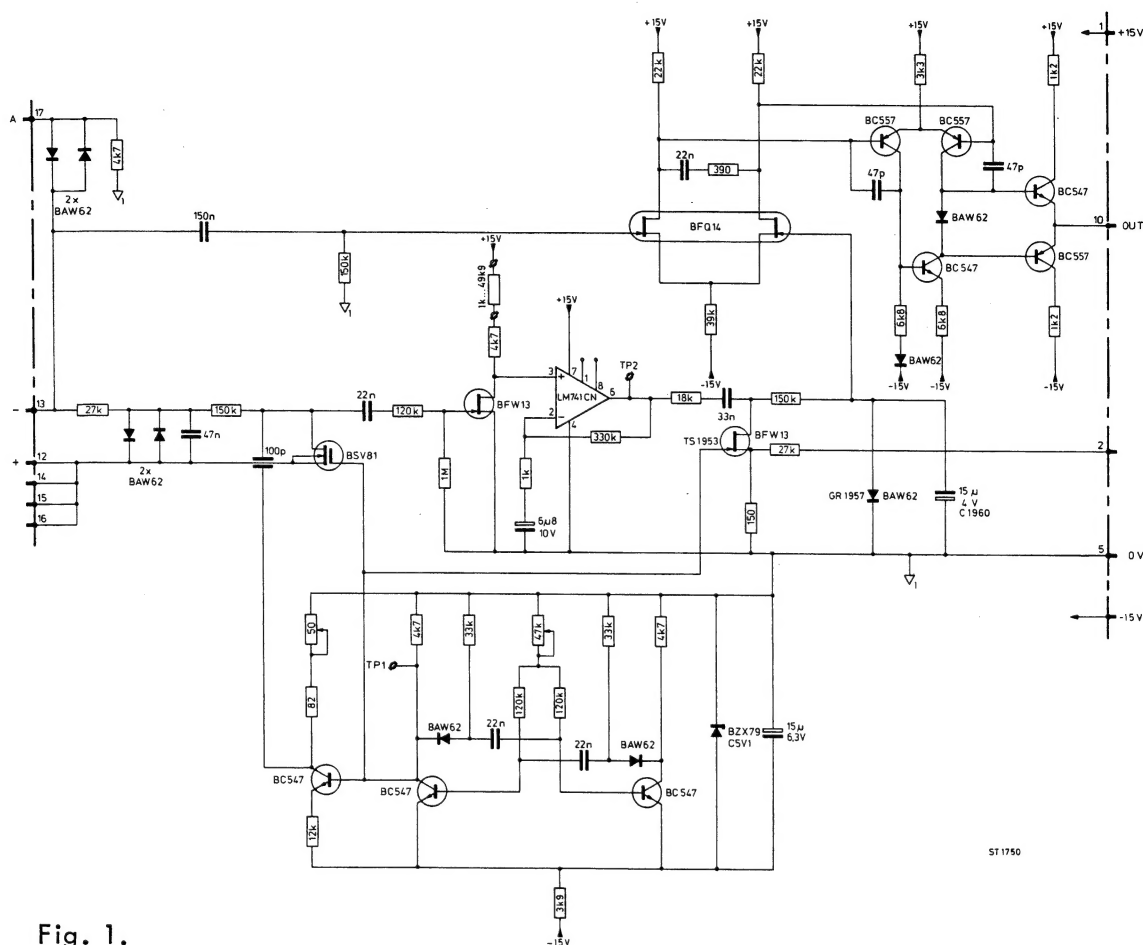 +15V
+15V
+15V
+15V
1
+15V
22k
22k
3k3
1k2
A
17
4k7
1
2x
BAW62
BC557
BC557
22n
390
47p
47p
BC547
150n
BFQ14
BAW62
10
OUT
+15V
150k
1
1k...49k9
BC547
BC557
39k
+15V
6k8
6k8
1k2
4k7
TP2
7
1
8
-15V
BAW62
-15V
-15V
-15V
3
+
LM741CN
6
2
-
4
-
13
27k
150k
22n
120k
BFW13
18k
33n
150k
47n
330k
TS1953
BFW13
+
12
100p
BSV81
27k
2
14
2x
BAW62
1M
1k
15
16
150
GR1957
BAW62
15µ
4V
C1960
6µ8
10V
5
0V
1
50
4k7
33k
47k
33k
4k7
-15V
TP1
82
120k
120k
BAW62
22n
22n
BAW62
BZX79
C5V1
15µ
6,3V
BC547
BC547
BC547
12k
ST1750
3k9
-15V
Fig. 1.